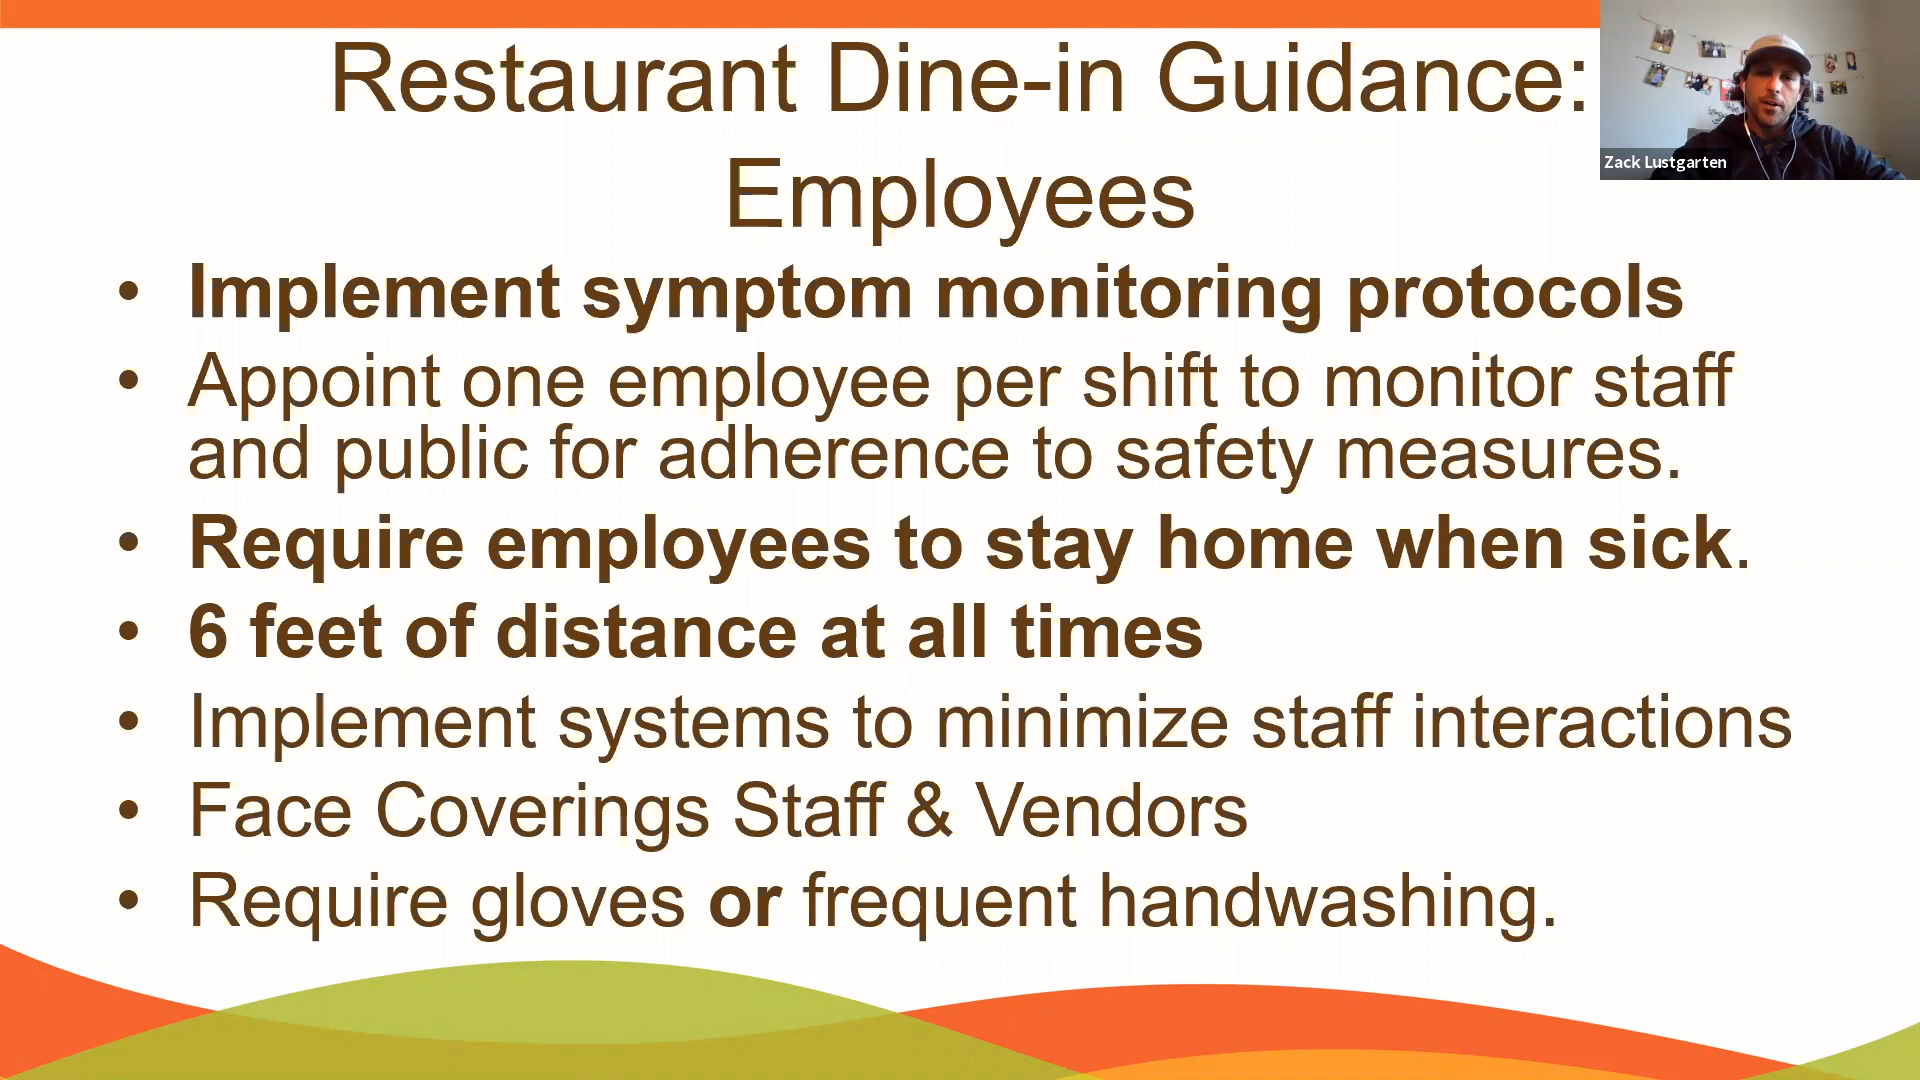 Restaurant Dine-in Guidance:
Employees
Zack Lustgarten
• Implement symptom monitoring protocols
• Appoint one employee per shift to monitor staff
and public for adherence to safety measures.
• Require employees to stay home when sick.
• 6 feet of distance at all times
• Implement systems to minimize staff interactions
• Face Coverings Staff & Vendors
• Require gloves or frequent handwashing.